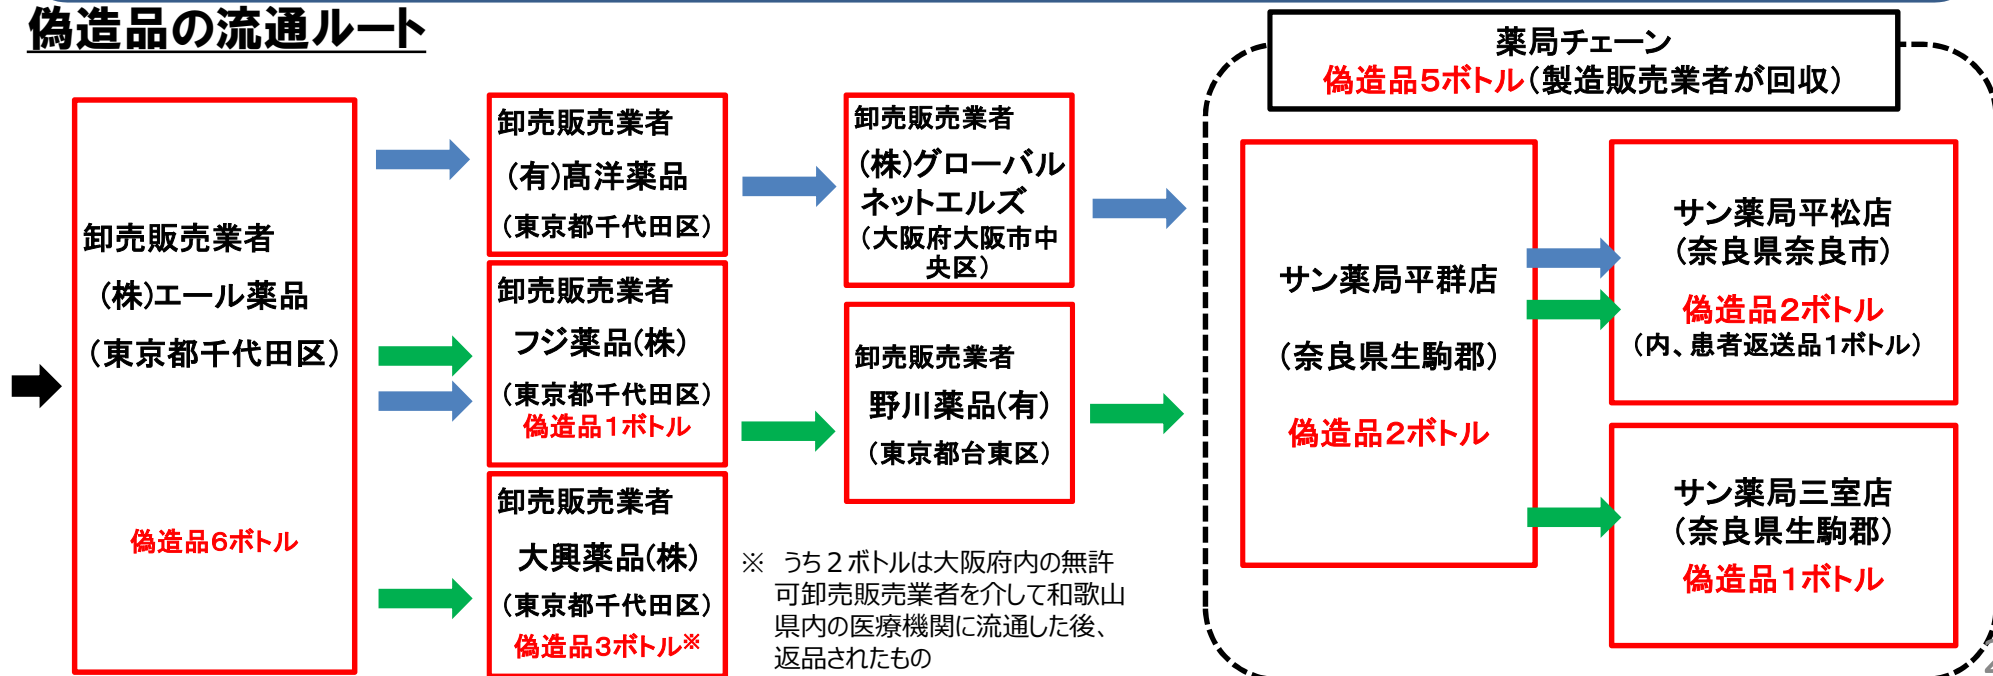 偽造品の流通ルート
卸売販売業者
(株)エール薬品
(東京都千代田区)
偽造品6ボトル
卸売販売業者
(有)髙洋薬品
(東京都千代田区)
卸売販売業者
フジ薬品(株)
(東京都千代田区)
偽造品1ボトル
卸売販売業者
大興薬品(株)
(東京都千代田区)
偽造品3ボトル※
卸売販売業者
(株)グローバル
ネットエルズ
(大阪府大阪市中
央区)
卸売販売業者
野川薬品(有)
(東京都台東区)
※ うち2ボトルは大阪府内の無許
可卸売販売業者を介して和歌山
県内の医療機関に流通した後、
返品されたもの
薬局チェーン
偽造品5ボトル(製造販売業者が回収)
サン薬局平群店
(奈良県生駒郡)
偽造品2ボトル
サン薬局平松店
(奈良県奈良市)
偽造品2ボトル
(内、患者返送品1ボトル)
サン薬局三室店
(奈良県生駒郡)
偽造品1ボトル